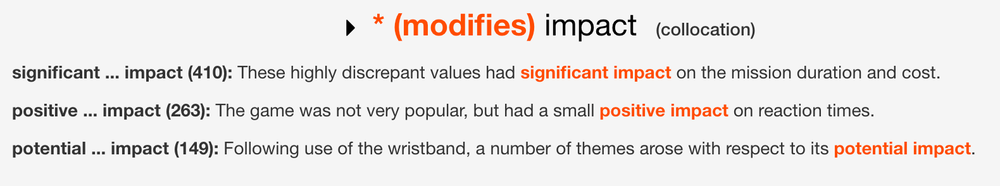 * (modifies) impact (collocation)
significant ... impact (410): These highly discrepant values had significant impact on the mission duration and cost.
positive ... impact (263): The game was not very popular, but had a small positive impact on reaction times.
potential ... impact (149): Following use of the wristband, a number of themes arose with respect to its potential impact.